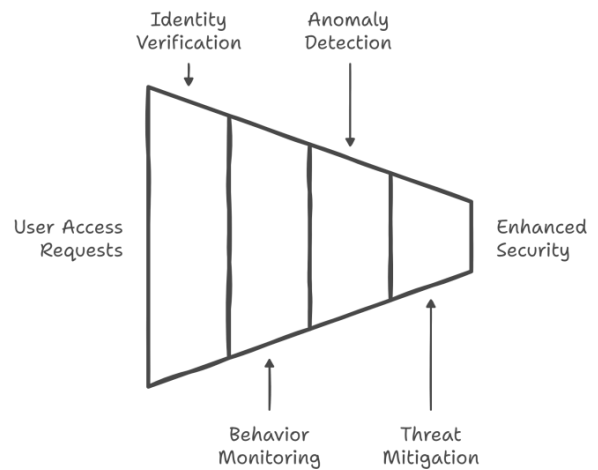 Identity
Verification
Anomaly
Detection
User Access
Requests
Enhanced
Security
Behavior
Monitoring
Threat
Mitigation